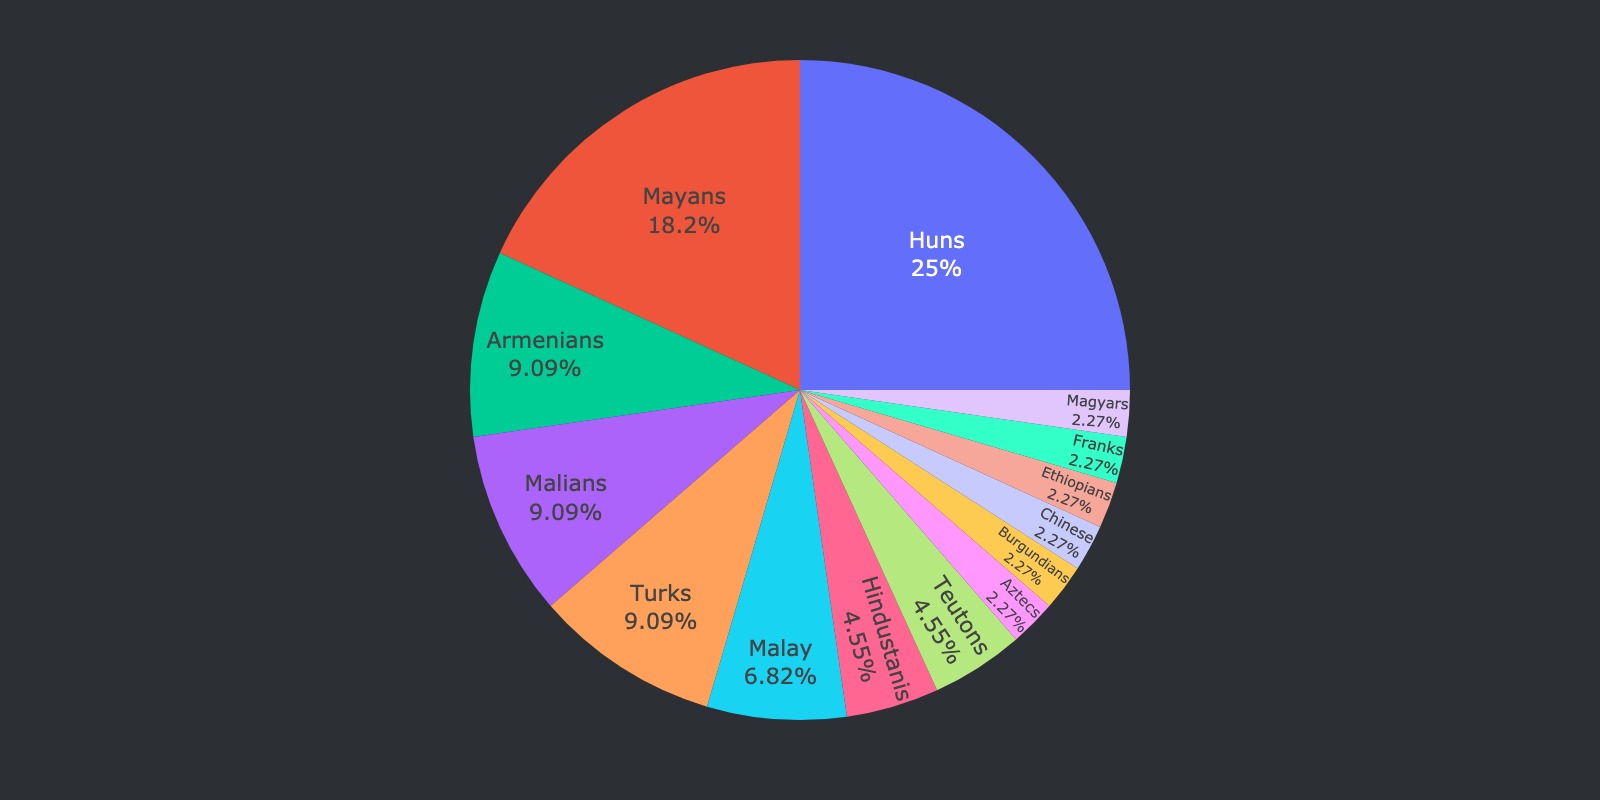 Huns
25%
Mayans
18.2%
Armenians
9.09%
Malians
9.09%
Turks
9.09%
Malay
6.82%
Hindustanis
4.55%
Teutons
4.55%
Aztecs
2.27%
Burgundians
2.27%
Chinese
2.27%
Ethiopians
2.27%
Franks
2.27%
Magyars
2.27%